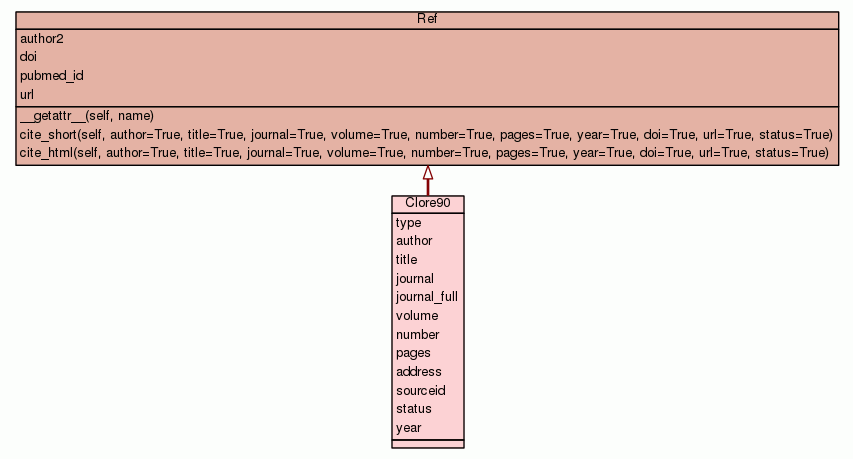 Ref
author2
doi
pubmed_id
url
__getattr__(self, name)
cite_short(self, author=True, title=True, journal=True, volume=True, number=True, pages=True, year=True, doi=True, url=True, status=True)
cite_html(self, author=True, title=True, journal=True, volume=True, number=True, pages=True, year=True, doi=True, url=True, status=True)
Clore90
type
author
title
journal
journal_full
volume
number
pages
address
sourceid
status
year